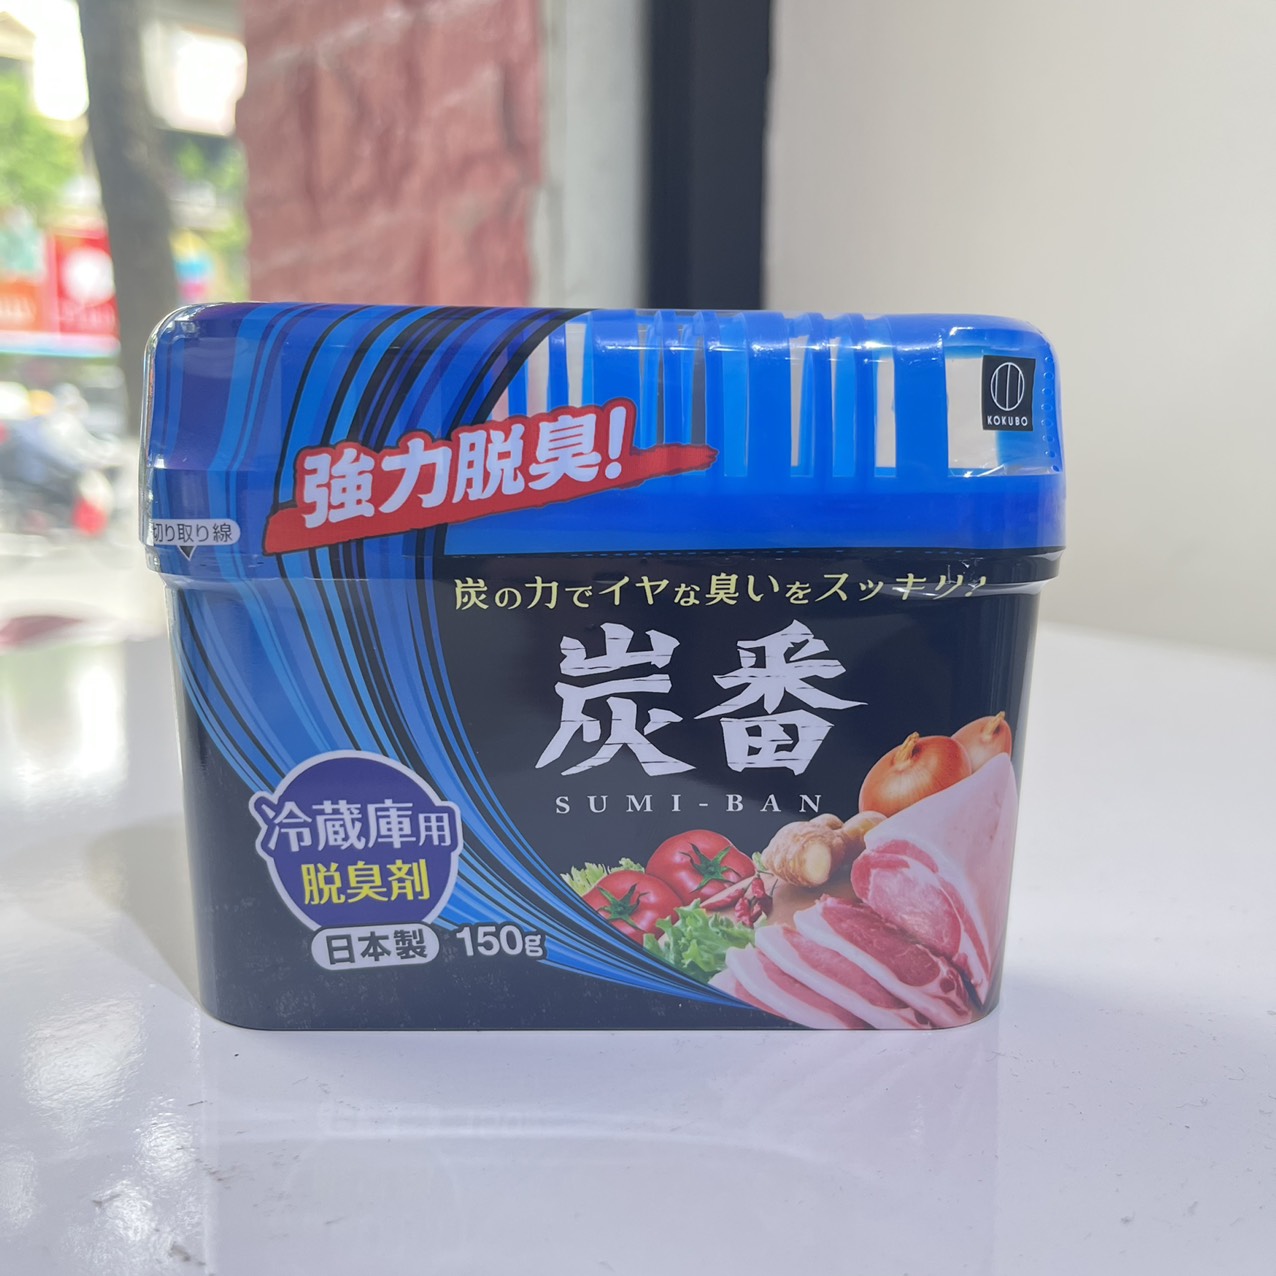 KOKUBO
強力脱臭!
切り取り線
炭の力でイヤな臭いをスッキリ!
炭番
SUMI-BAN
冷蔵庫用
脱臭剤
日本製 150g